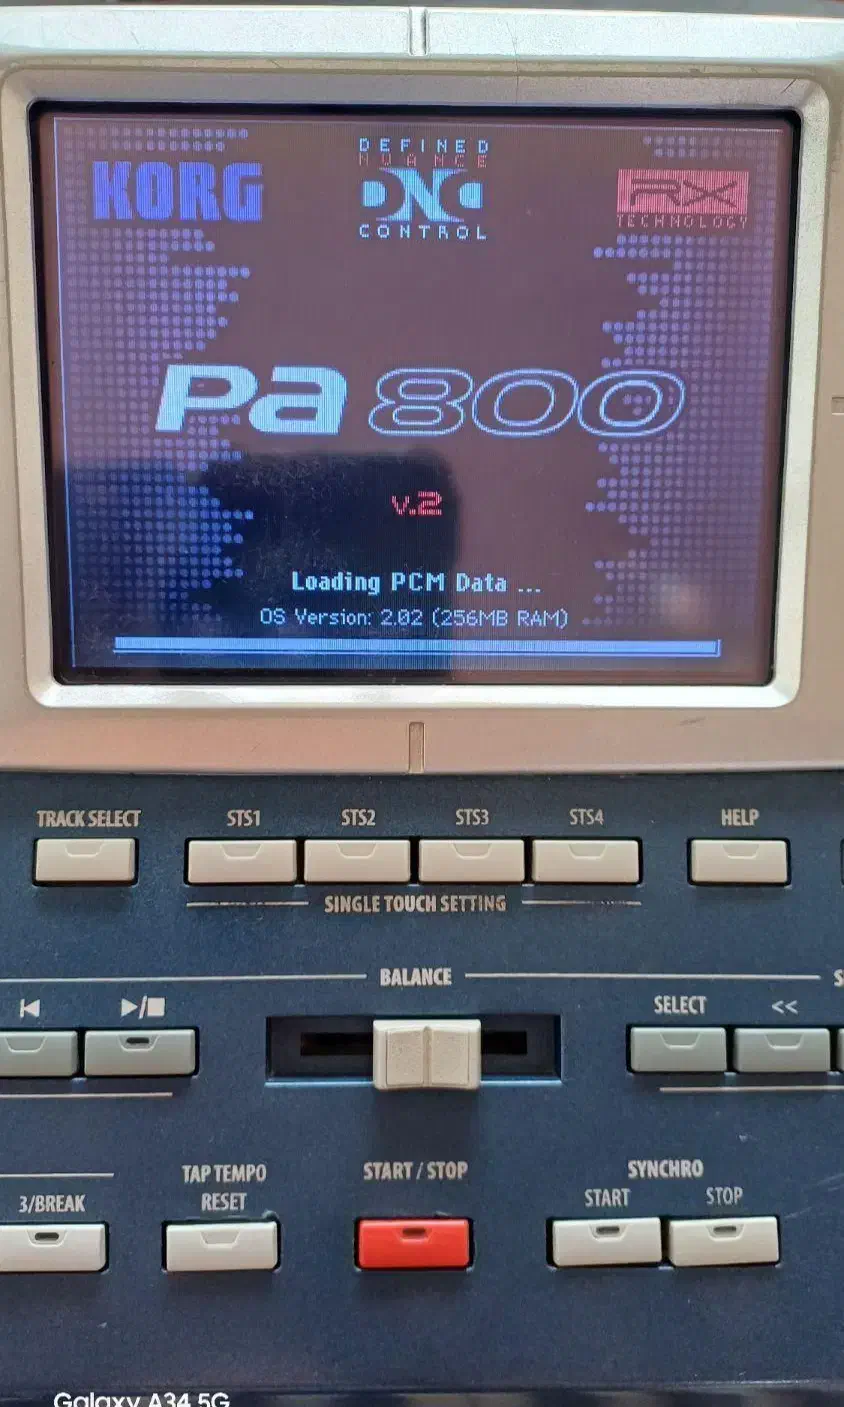 DEFINED
NUANCE
KORG
DNC
RX
CONTROL
TECHNOLOGY
Pa 800
v.2
Loading PCM Data ...
OS Version: 2.02 (256MB RAM)
TRACK SELECT STS1 STS2 STS3 STS4 HELP
SINGLE TOUCH SETTING
BALANCE
SELECT <<
TAP TEMPO START / STOP SYNCHRO
3/BREAK RESET START STOP
Galaxy A34 5G